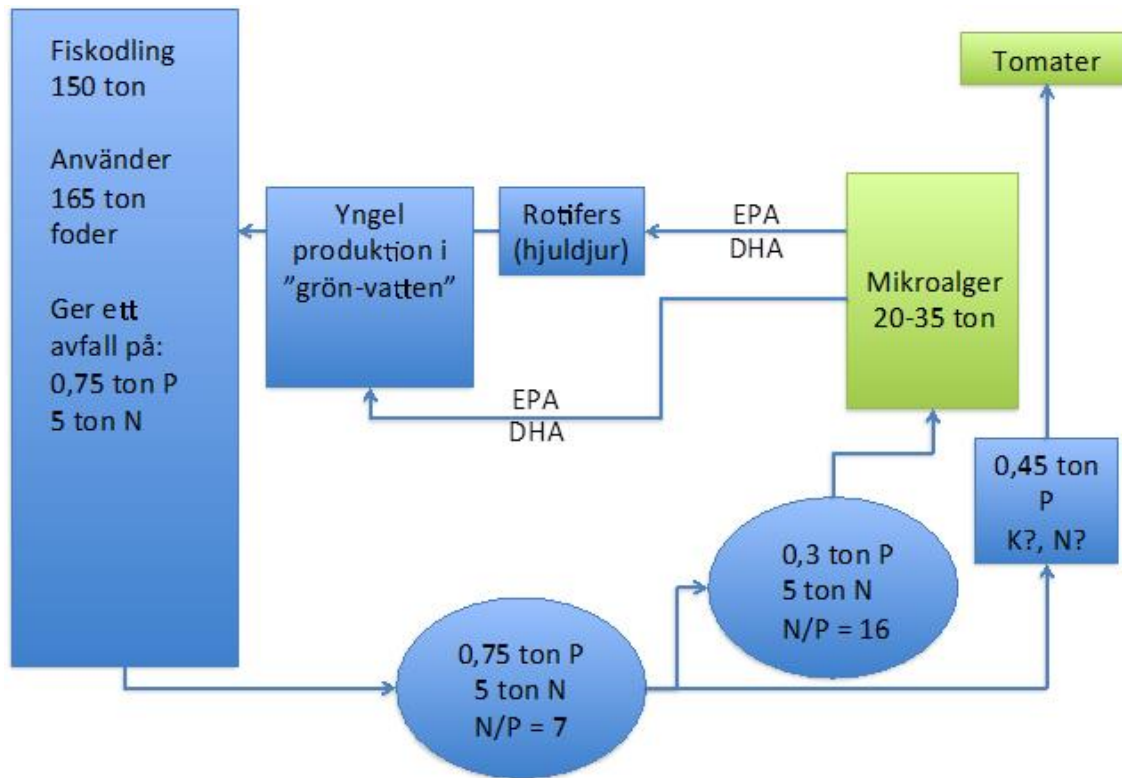 Fiskodling
150 ton
Använder
165 ton
foder
Ger ett
avfall på:
0,75 ton P
5 ton N
Yngel
produktion i
”grön-vatten”
Rotifers
(hjuldjur)
EPA
DHA
EPA
DHA
Mikroalger
20-35 ton
Tomater
0,45 ton
P
K?, N?
0,3 ton P
5 ton N
N/P = 16
0,75 ton P
5 ton N
N/P = 7